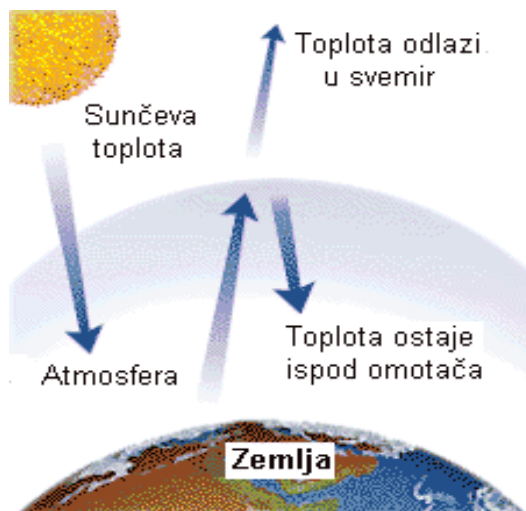 Toplota odlazi
u svemir
Sunčeva
toplota
Toplota ostaje
ispod omotača
Atmosfera
Zemlja